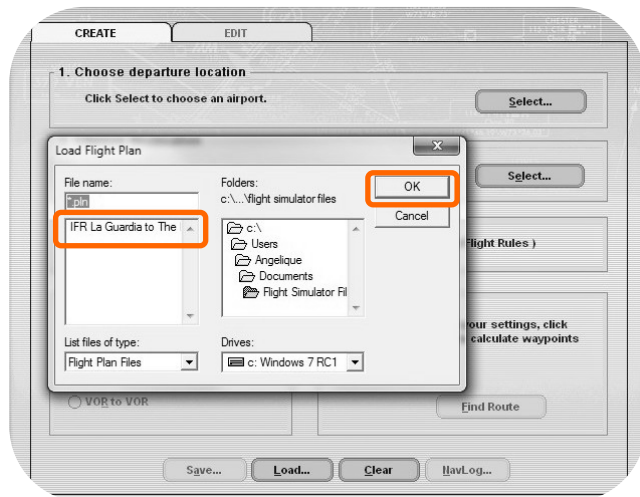 CREATE
EDIT
1. Choose departure location
Click Select to choose an airport.
Select...
Load Flight Plan
x
File name:
*.pln
IFR La Guardia to The
Folders:
c:\...\flight simulator files
c:\
Users
Angelique
Documents
Flight Simulator Fil
OK
Cancel
List files of type:
Flight Plan Files
Drives:
c: Windows 7 RC1
Select...
Flight Rules )
your settings, click
calculate waypoints
VOR to VOR
Find Route
Save...
Load...
Clear
NavLog...